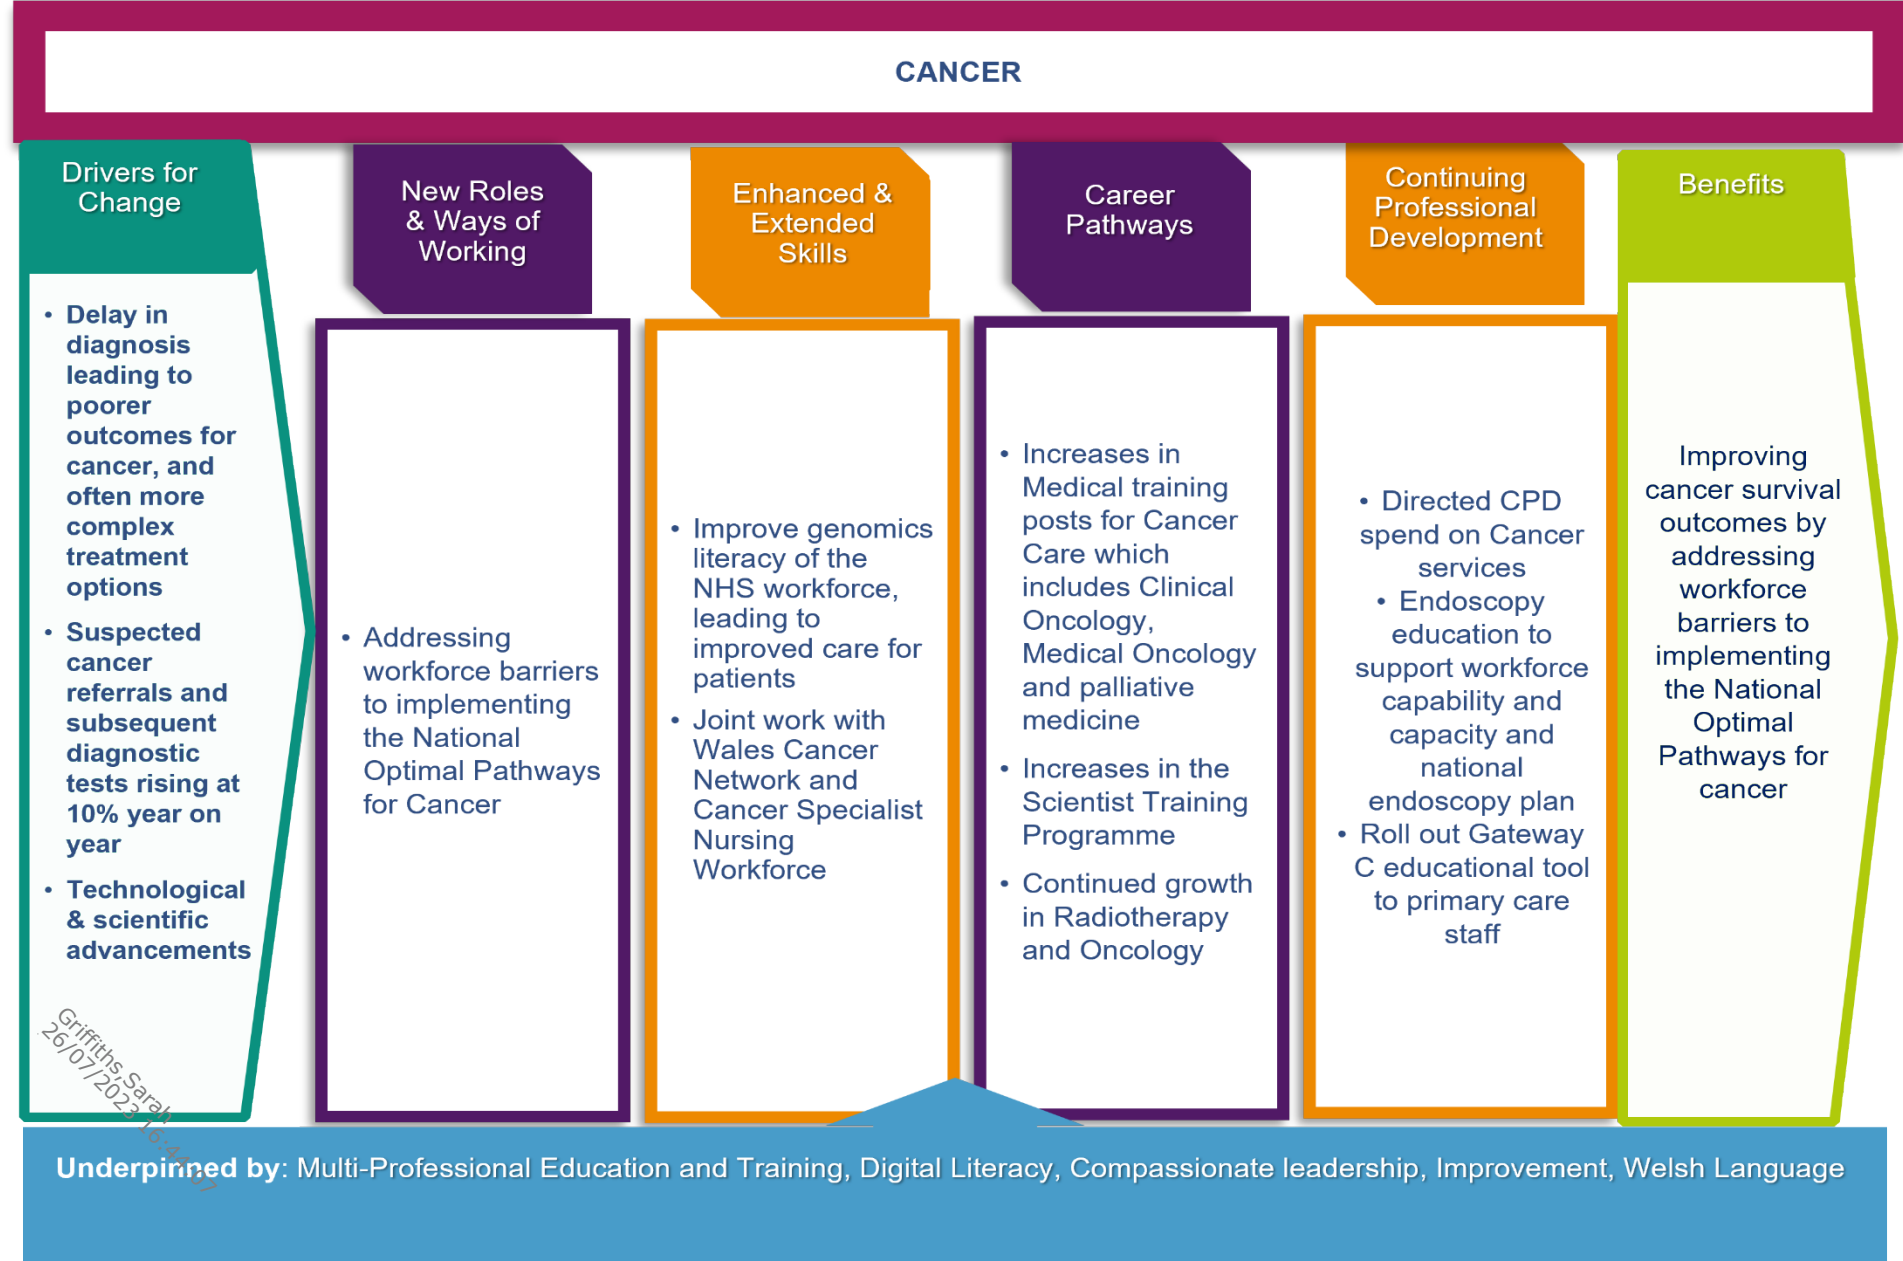 CANCER
Drivers for
Change
• Delay in
diagnosis
leading to
poorer
outcomes for
cancer, and
often more
complex
treatment
options
• Suspected
cancer
referrals and
subsequent
diagnostic
tests rising at
10% year on
year
• Technological
& scientific
advancements
New Roles
& Ways of
Working
• Addressing
workforce barriers
to implementing
the National
Optimal Pathways
for Cancer
Enhanced &
Extended
Skills
• Improve genomics
literacy of the
NHS workforce,
leading to
improved care for
patients
• Joint work with
Wales Cancer
Network and
Cancer Specialist
Nursing
Workforce
Career
Pathways
• Increases in
Medical training
posts for Cancer
Care which
includes Clinical
Oncology,
Medical Oncology
and palliative
medicine
• Increases in the
Scientist Training
Programme
• Continued growth
in Radiotherapy
and Oncology
Continuing
Professional
Development
• Directed CPD
spend on Cancer
services
• Endoscopy
education to
support workforce
capability and
capacity and
national
endoscopy plan
• Roll out Gateway
C educational tool
to primary care
staff
Benefits
Improving
cancer survival
outcomes by
addressing
workforce
barriers to
implementing
the National
Optimal
Pathways for
cancer
Griffiths,Sarah
26/07/2023
Underpinned by: Multi-Professional Education and Training, Digital Literacy, Compassionate leadership, Improvement, Welsh Language